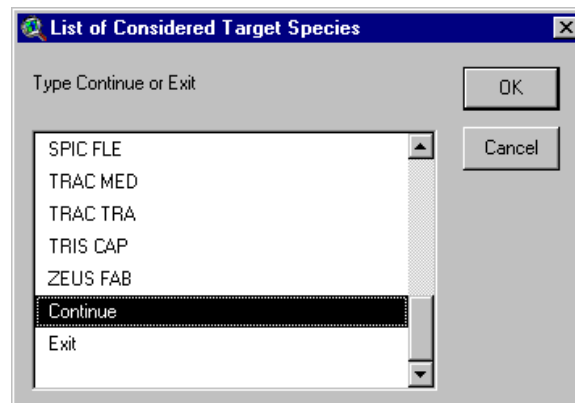 List of Considered Target Species
Type Continue or Exit
OK
Cancel
SPIC FLE
TRAC MED
TRAC TRA
TRIS CAP
ZEUS FAB
Continue
Exit